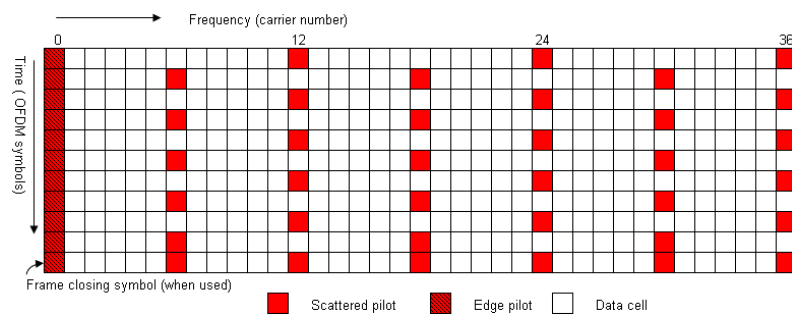 Frequency (carrier number)
0 12 24 36
Time ( OFDM symbols)
Frame closing symbol (when used)
Scattered pilot Edge pilot Data cell